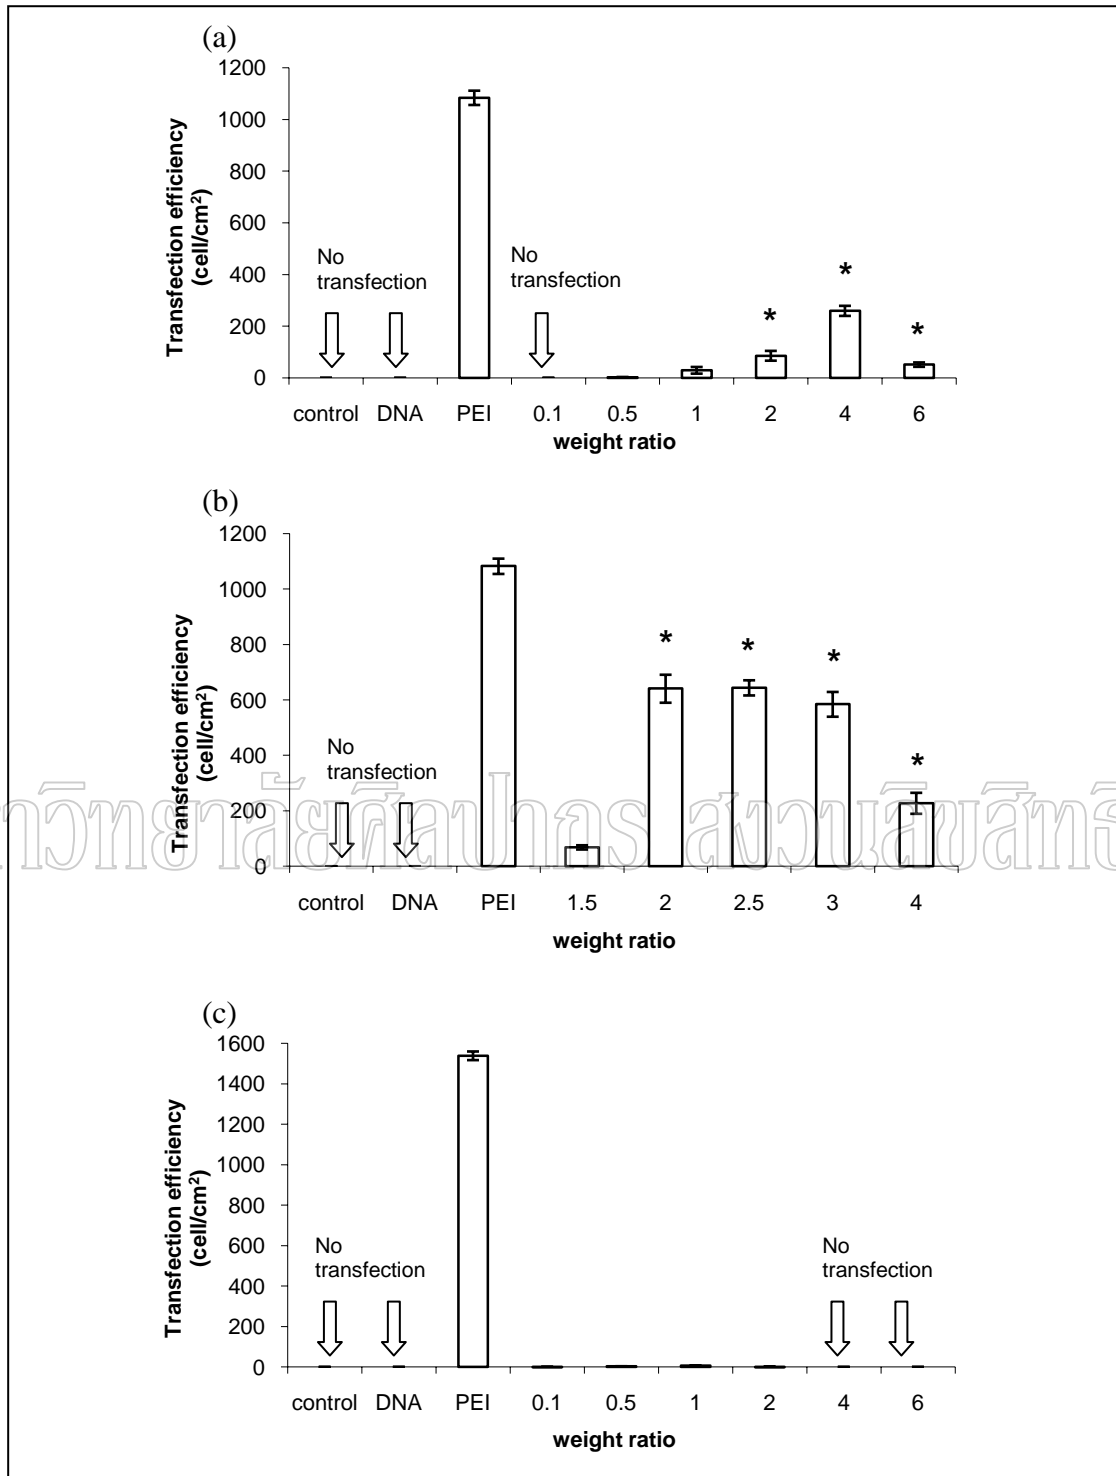 (a)
Transfection efficiency
(cell/cm²)
1200
1000
800
600
400
200
0
No
transfection
No
transfection
*
*
*
control DNA PEI 0.1 0.5 1 2 4 6
weight ratio
(b)
Transfection efficiency
(cell/cm²)
1200
1000
800
600
400
200
0
No
transfection
*
*
*
*
control DNA PEI 1.5 2 2.5 3 4
weight ratio
(c)
Transfection efficiency
(cell/cm²)
1600
1400
1200
1000
800
600
400
200
0
No
transfection
No
transfection
control DNA PEI 0.1 0.5 1 2 4 6
weight ratio